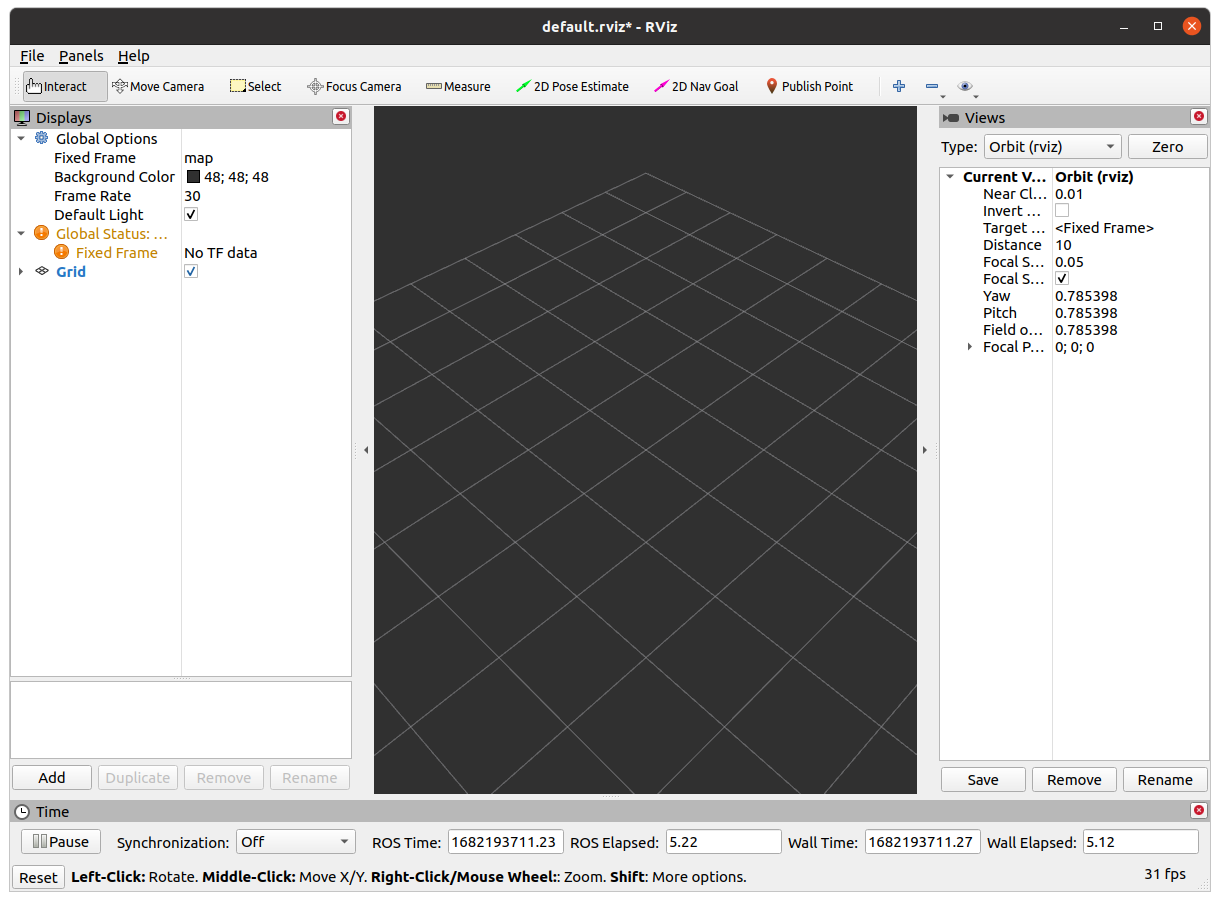 default.rviz* - RViz
File Panels Help
Interact Move Camera Select Focus Camera Measure 2D Pose Estimate 2D Nav Goal Publish Point
Displays
Global Options
Fixed Frame map
Background Color 48; 48; 48
Frame Rate 30
Default Light
Global Status: ...
Fixed Frame No TF data
Grid
Add Duplicate Remove Rename
Views
Type: Orbit (rviz) Zero
Current V... Orbit (rviz)
Near Cl... 0.01
Invert ...
Target ... <Fixed Frame>
Distance 10
Focal S... 0.05
Focal S...
Yaw 0.785398
Pitch 0.785398
Field o... 0.785398
Focal P... 0; 0; 0
Save Remove Rename
Time
Pause Synchronization: Off ROS Time: 1682193711.23 ROS Elapsed: 5.22 Wall Time: 1682193711.27 Wall Elapsed: 5.12
Reset Left-Click: Rotate. Middle-Click: Move X/Y. Right-Click/Mouse Wheel:: Zoom. Shift: More options. 31 fps